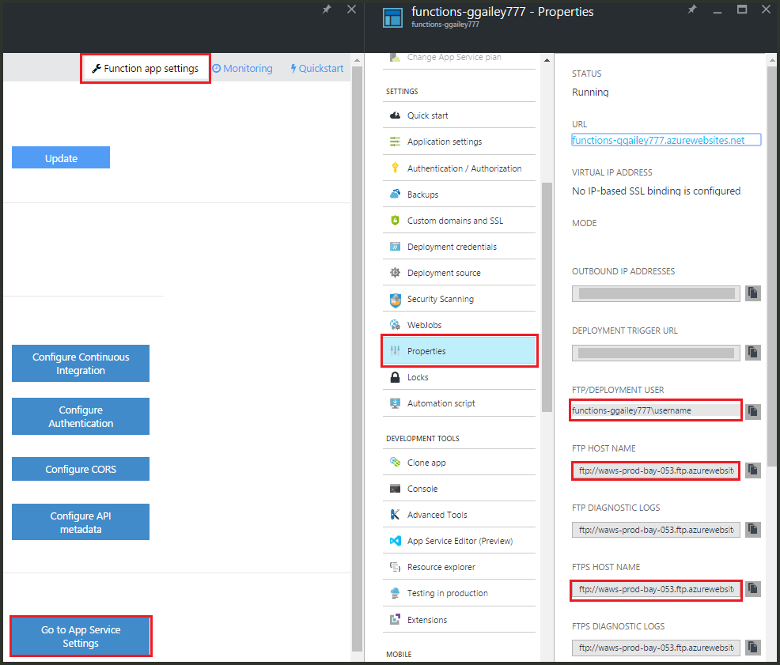 functions-ggailey777 - Properties
functions-ggailey777
Function app settings
Monitoring
Quickstart
Update
Configure Continuous
Integration
Configure
Authentication
Configure CORS
Configure API
metadata
Go to App Service
Settings
Change App Service plan
SETTINGS
Quick start
Application settings
Authentication / Authorization
Backups
Custom domains and SSL
Deployment credentials
Deployment source
Security Scanning
WebJobs
Properties
Locks
Automation script
DEVELOPMENT TOOLS
Clone app
Console
Advanced Tools
App Service Editor (Preview)
Resource explorer
Testing in production
Extensions
MOBILE
STATUS
Running
URL
functions-ggailey777.azurewebsites.net
VIRTUAL IP ADDRESS
No IP-based SSL binding is configured
MODE
OUTBOUND IP ADDRESSES
DEPLOYMENT TRIGGER URL
FTP/DEPLOYMENT USER
functions-ggailey777\username
FTP HOST NAME
ftp://waws-prod-bay-053.ftp.azurewebsit
FTP DIAGNOSTIC LOGS
ftp://waws-prod-bay-053.ftp.azurewebsit
FTPS HOST NAME
ftp://waws-prod-bay-053.ftp.azurewebsit
FTPS DIAGNOSTIC LOGS
ftp://waws-prod-bay-053.ftp.azurewebsit